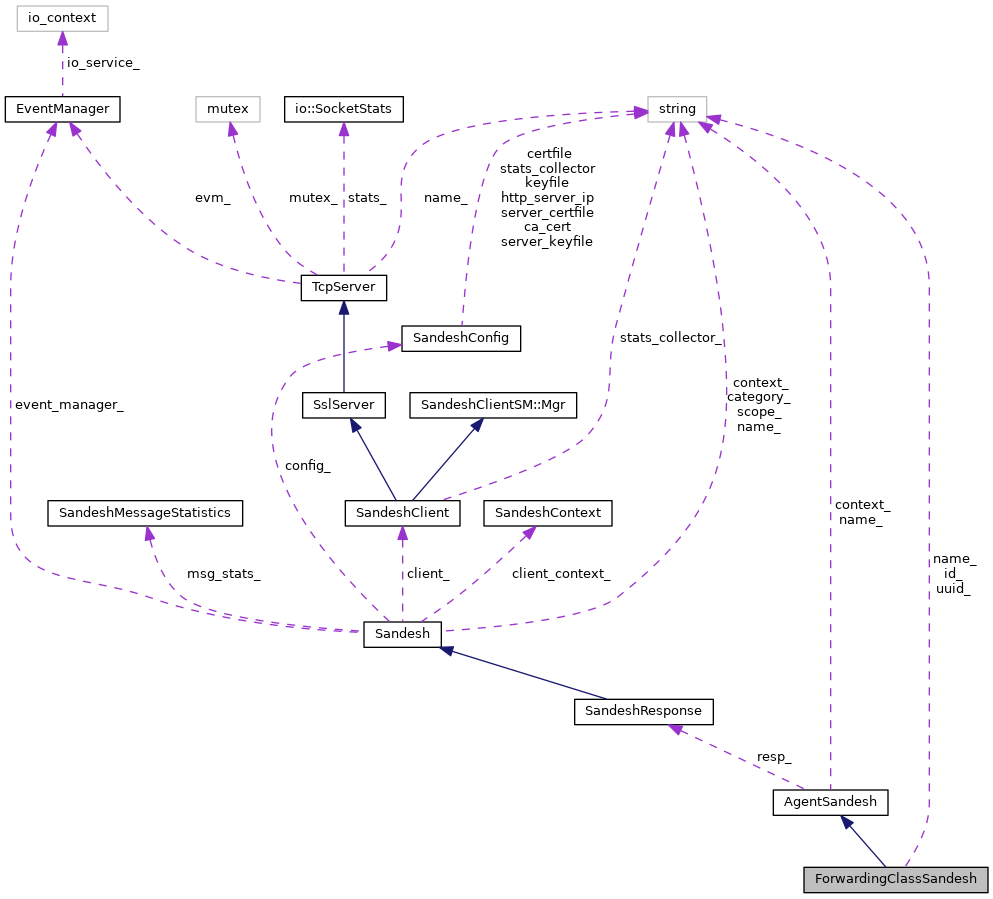 io_context
io_service_
EventManager
mutex
io::SocketStats
string
certfile
stats_collector
keyfile
http_server_ip
server_certfile
ca_cert
server_keyfile
evm_
mutex_
stats_
name_
TcpServer
SandeshConfig
stats_collector_
context_
category_
scope_
name_
event_manager_
SslServer
SandeshClientSM::Mgr
config_
SandeshMessageStatistics
SandeshClient
SandeshContext
context_
name_
msg_stats_
client_
client_context_
name_
id_
uuid_
Sandesh
SandeshResponse
resp_
AgentSandesh
ForwardingClassSandesh